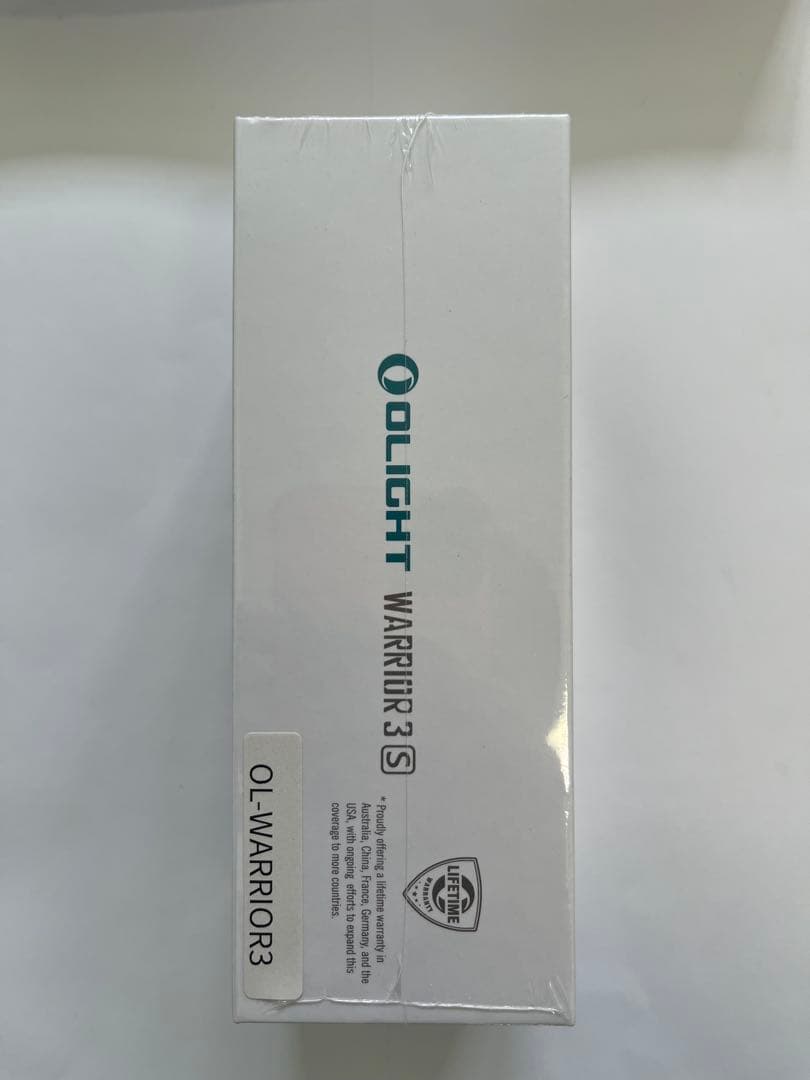 OLIGHT WARRIOR 3 S
LIFETIME
WARRANTY
* Proudly offering a lifetime warranty in
Australia, China, France, Germany, and the
USA, with ongoing efforts to expand this
coverage to more countries.
OL-WARRIOR3